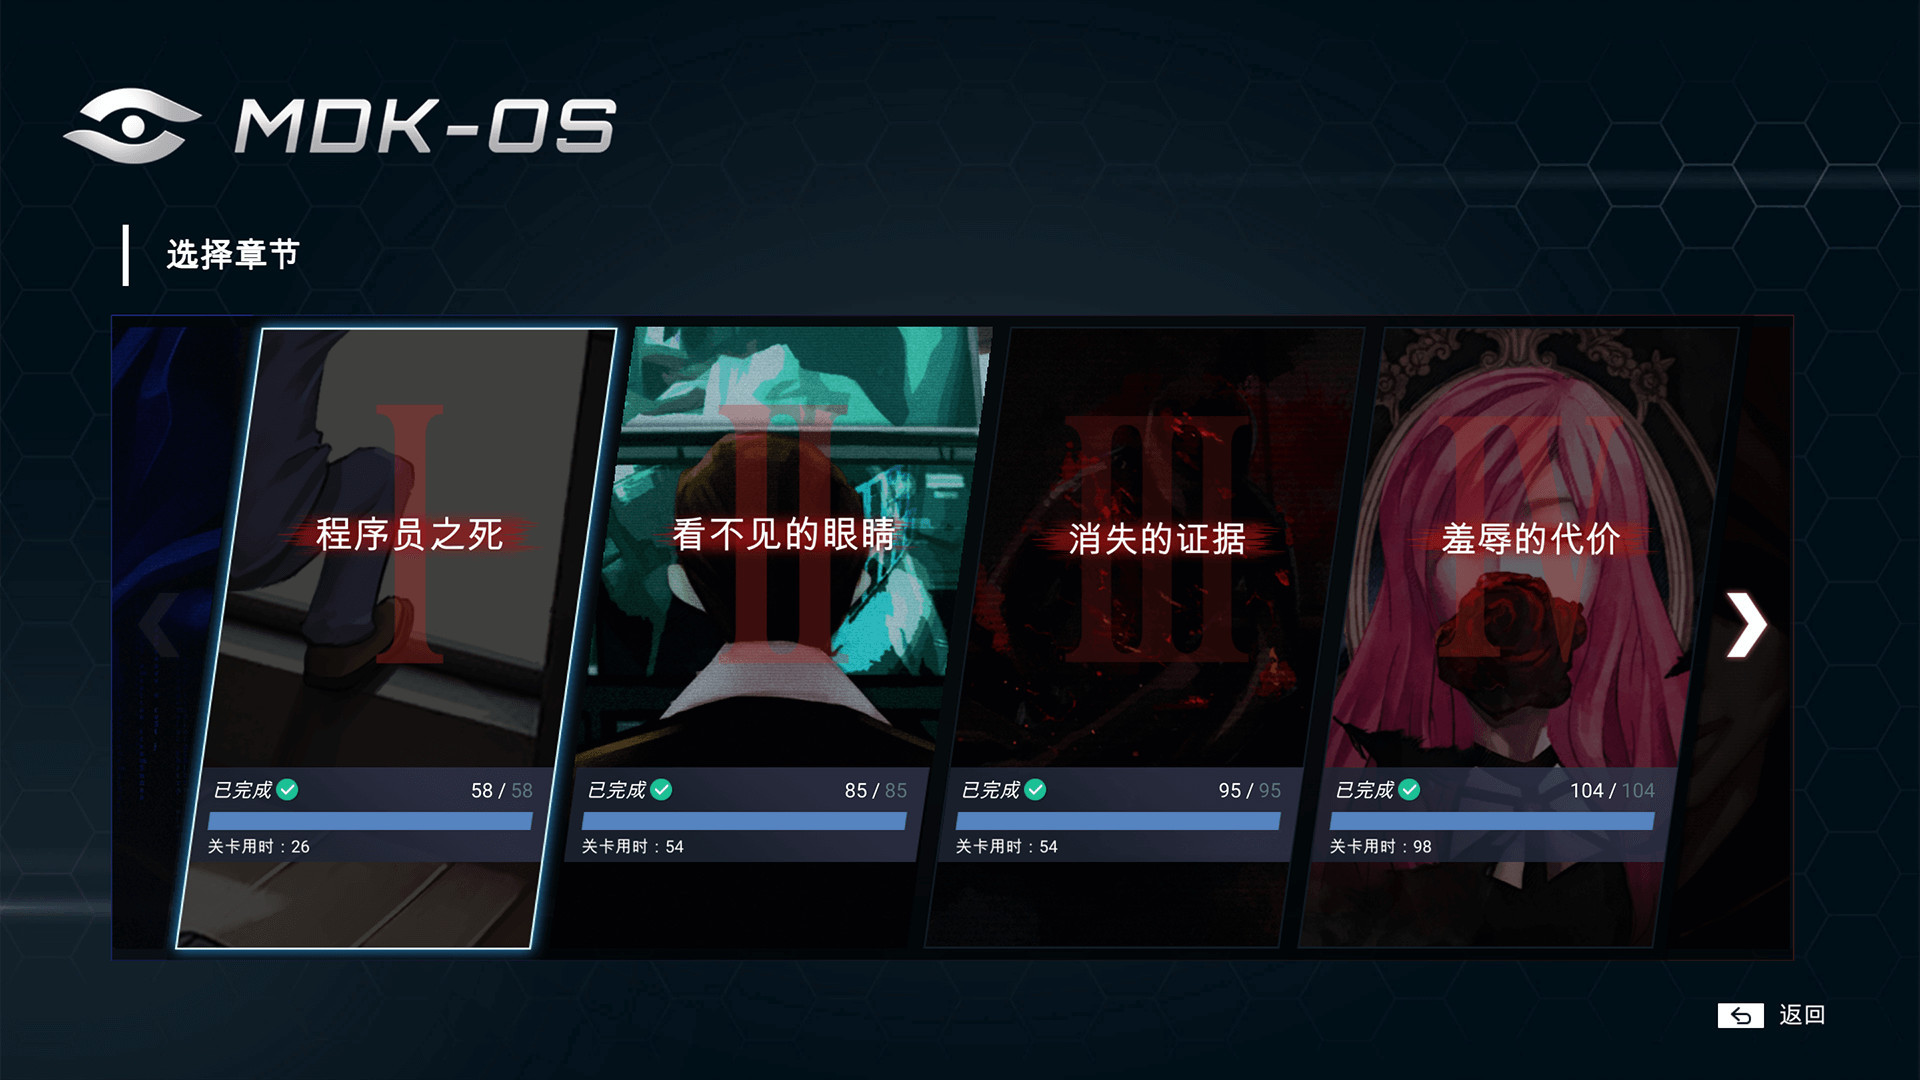 MDK-OS
选择章节
I
程序员之死
已完成 58 / 58
关卡用时：26
II
看不见的眼睛
已完成 85 / 85
关卡用时：54
III
消失的证据
已完成 95 / 95
关卡用时：54
IV
羞辱的代价
已完成 104 / 104
关卡用时：98
返回